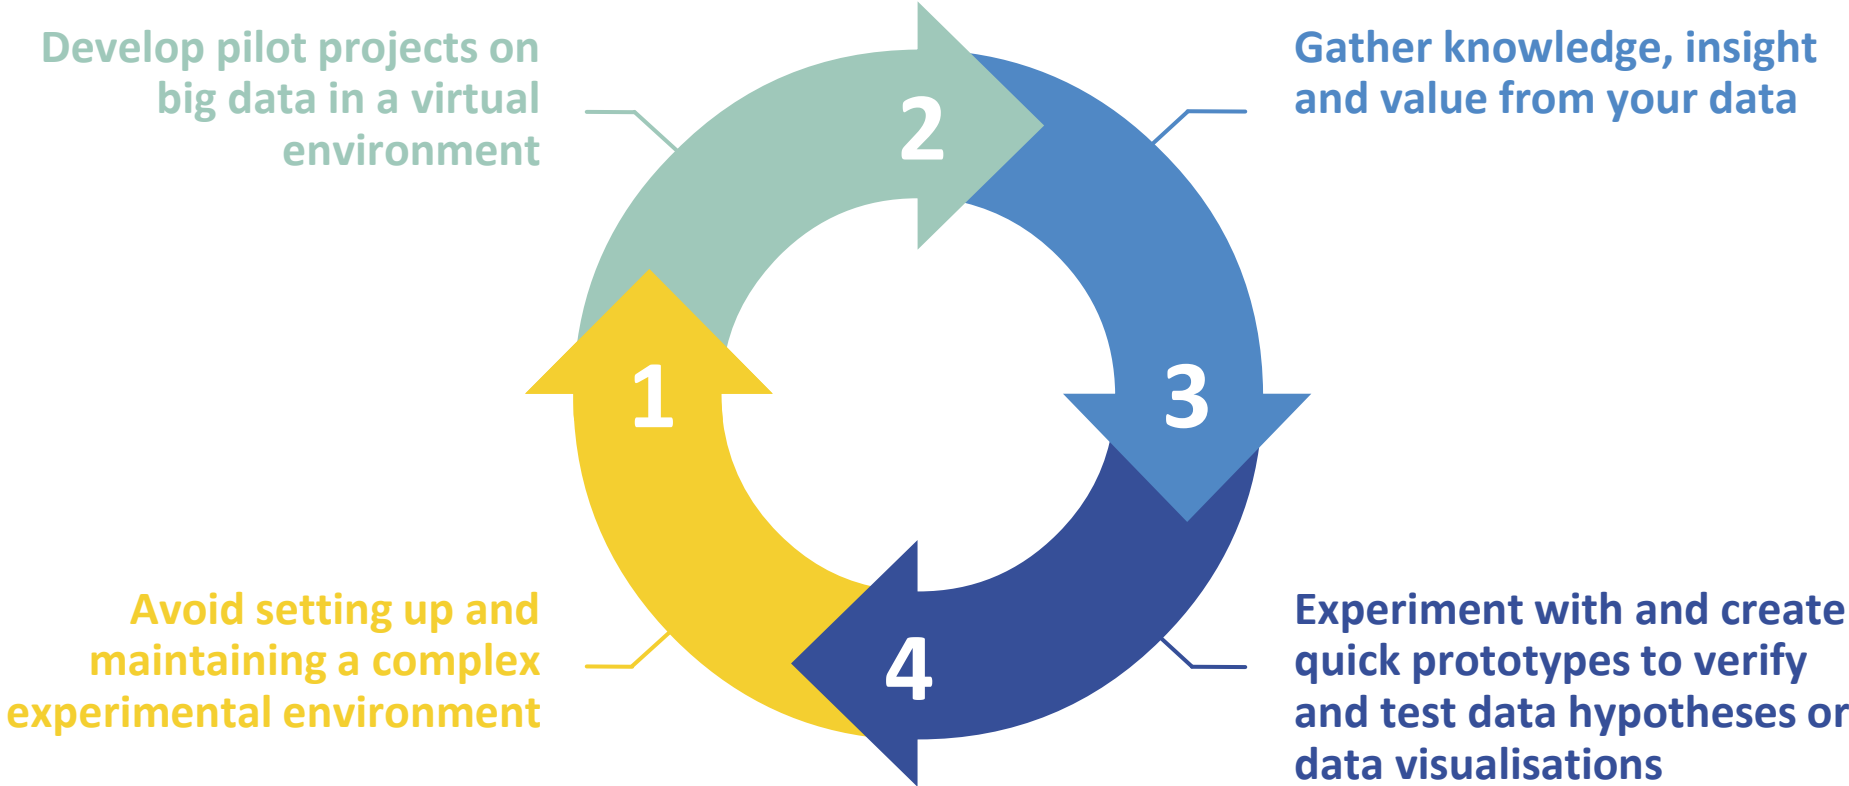 Develop pilot projects on
big data in a virtual
environment
2
Gather knowledge, insight
and value from your data
1
3
Avoid setting up and
maintaining a complex
experimental environment
4
Experiment with and create
quick prototypes to verify
and test data hypotheses or
data visualisations